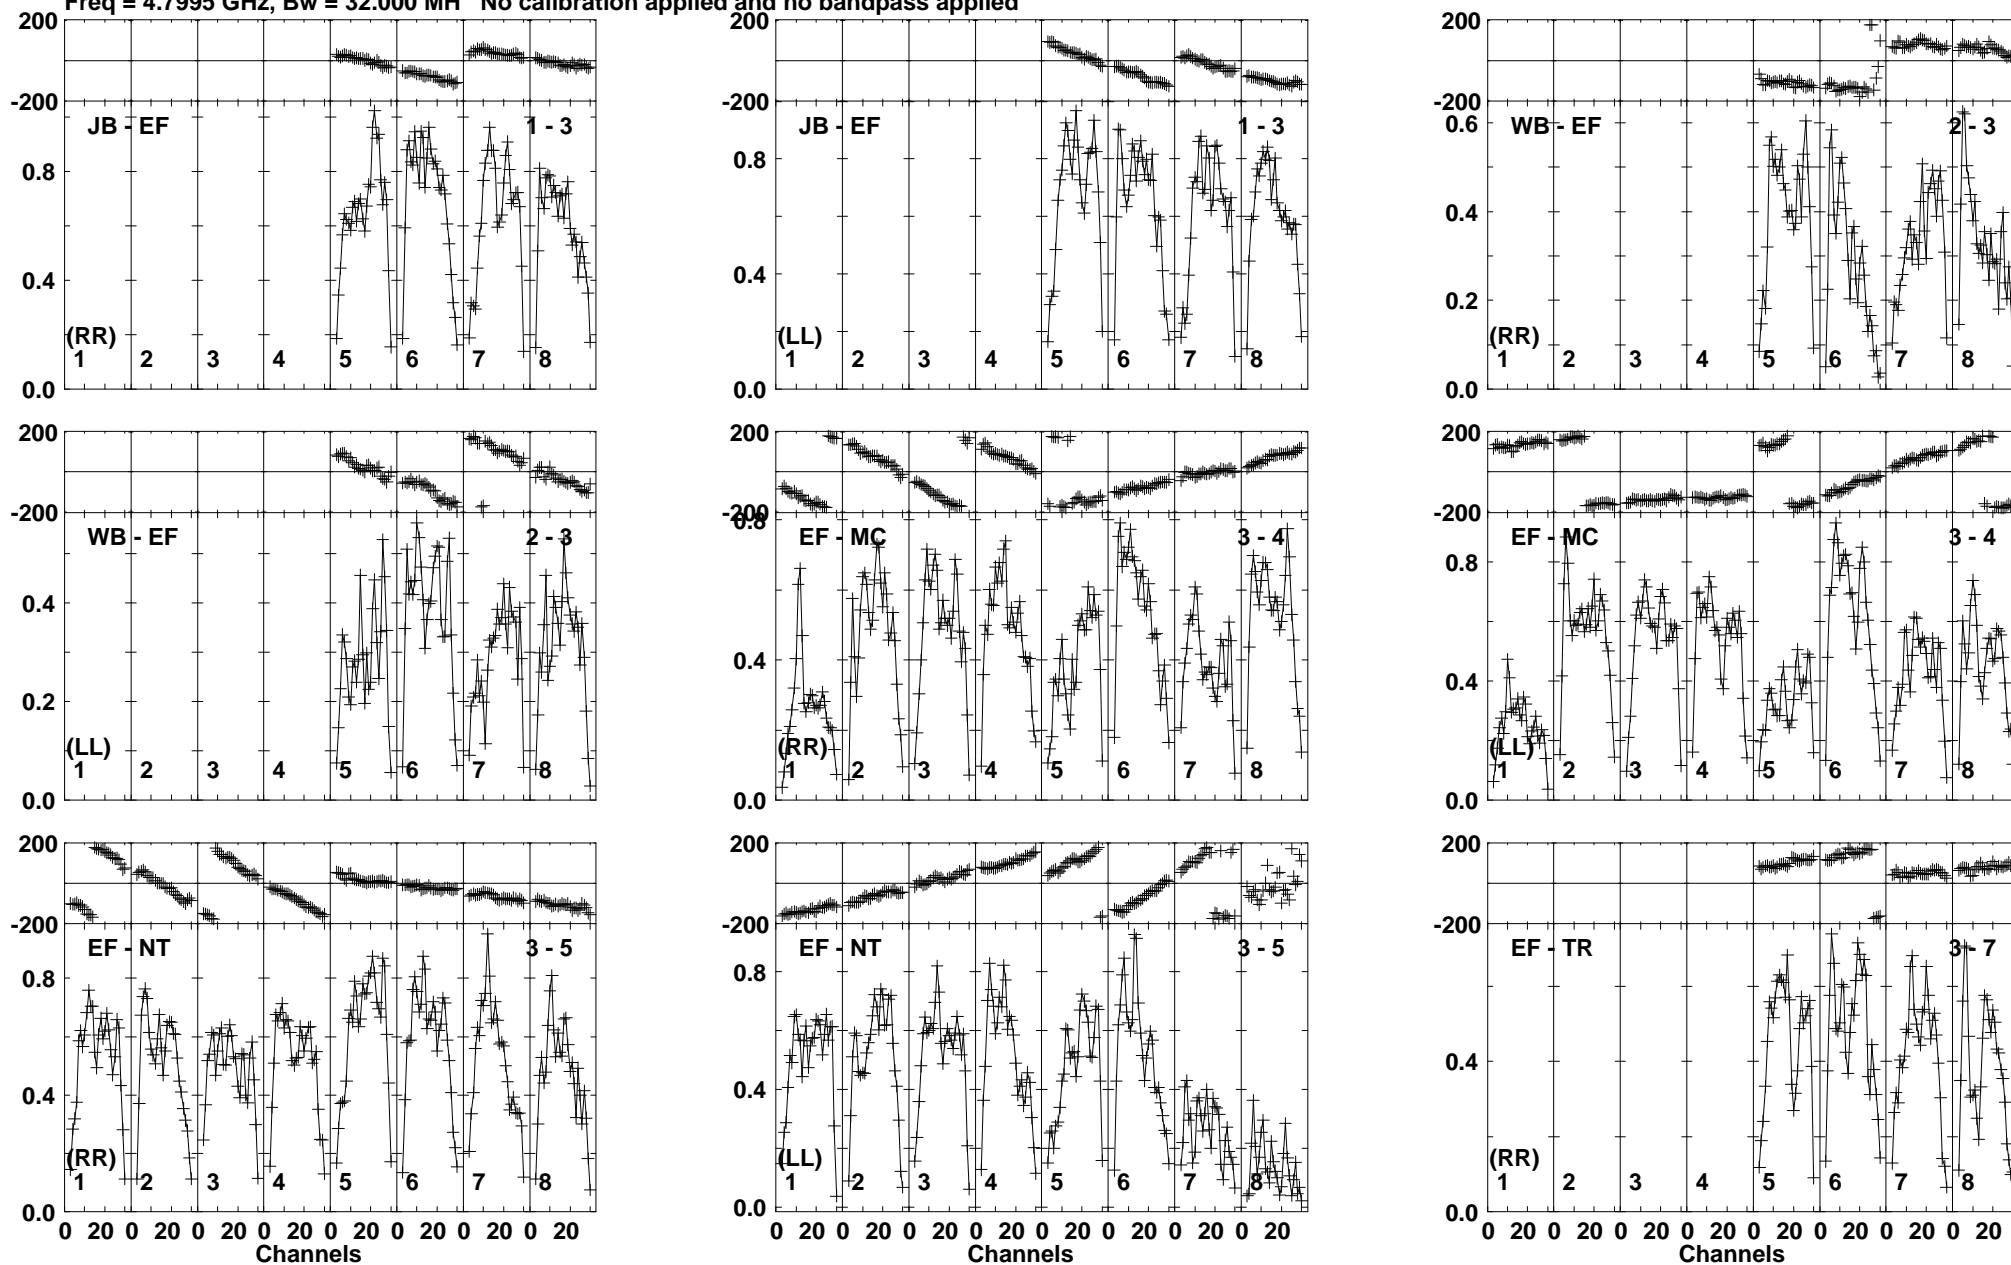 Freq = 4.7995 GHz, Bw = 32.000 MH No calibration applied and no bandpass applied
200 200 200
-200 -200 -200
JB - EF 1 - 3 JB - EF 1 - 3 WB - EF 2 - 3
0.8 0.8 0.6
0.4 0.4 0.4
0.2
(RR) (LL) (RR)
1 2 3 4 5 6 7 8 1 2 3 4 5 6 7 8 1 2 3 4 5 6 7 8
0.0 0.0 0.0
200 200 200
-200 -200 -200
0.8
WB - EF 2 - 3 EF - MC 3 - 4 EF - MC 3 - 4
0.8
0.4 0.4 0.4
0.2
(LL) (RR) (LL)
1 2 3 4 5 6 7 8 1 2 3 4 5 6 7 8 1 2 3 4 5 6 7 8
0.0 0.0 0.0
200 200 200
-200 -200 -200
EF - NT 3 - 5 EF - NT 3 - 5 EF - TR 3 - 7
0.8 0.8
0.4 0.4 0.4
(RR) (LL) (RR)
1 2 3 4 5 6 7 8 1 2 3 4 5 6 7 8 1 2 3 4 5 6 7 8
0.0 0.0 0.0
0 20 0 20 0 20 0 20 0 20 0 20 0 20 0 20 0 20 0 20 0 20 0 20 0 20 0 20 0 20 0 20 0 20 0 20 0 20 0 20 0 20 0 20 0 20 0 20
Channels Channels Channels